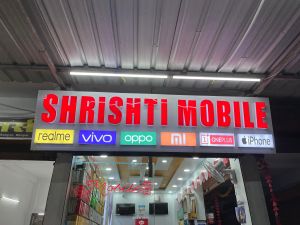 SHRiSHTi MOBILE
realme vivo oppo mi ONEPLUS iPhone